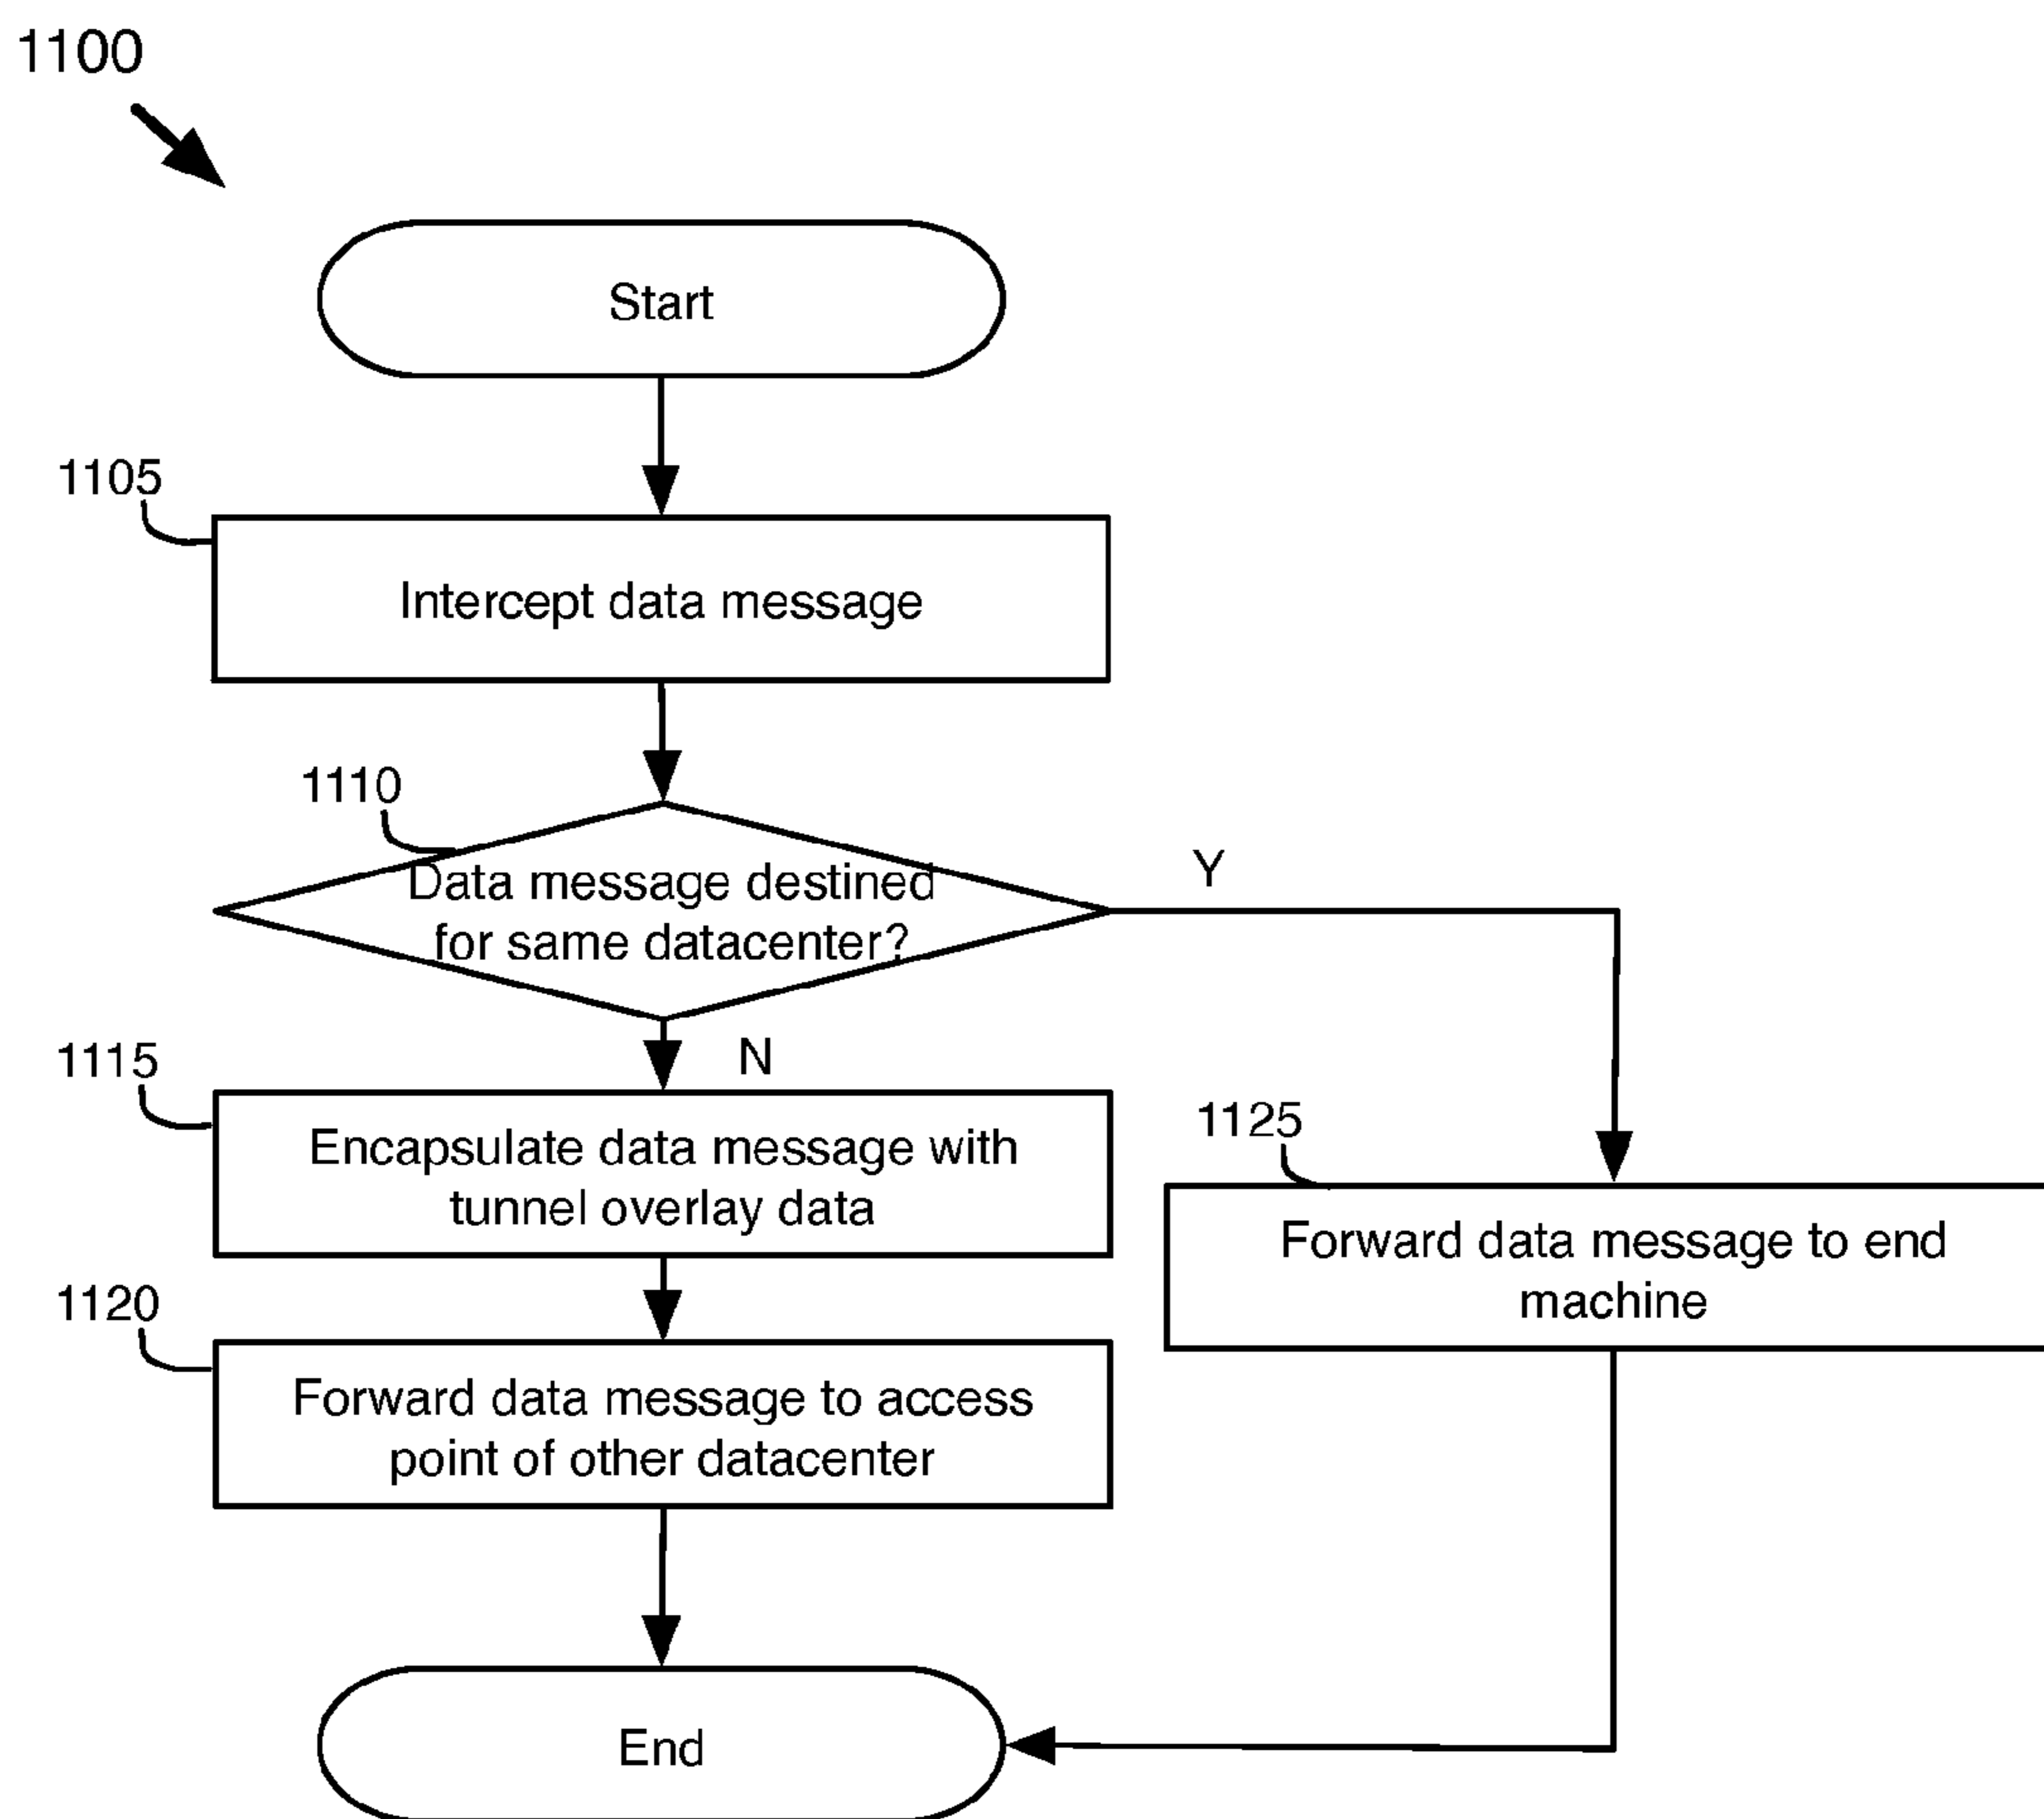 1100
Start
1105
Intercept data message
1110
Data message destined
for same datacenter?
Y
N
1115
Encapsulate data message with
tunnel overlay data
1125
Forward data message to end
machine
1120
Forward data message to access
point of other datacenter
End